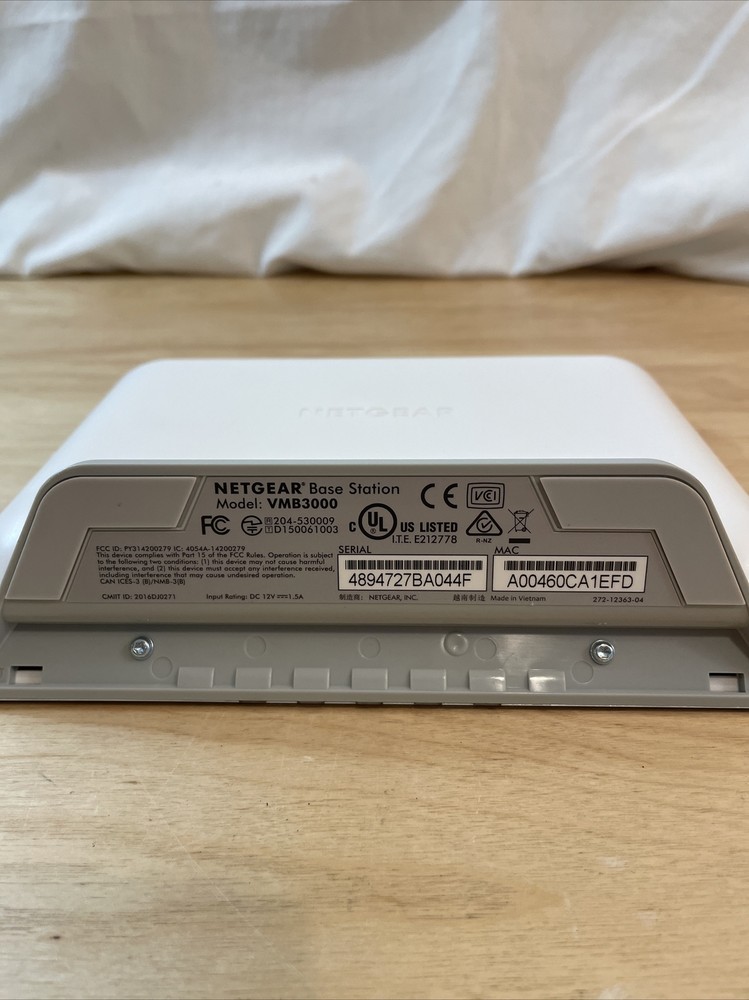 NETGEAR
NETGEAR® Base Station
Model: VMB3000
CE VCI
FC R 204-530009
T D150061003
C UL US LISTED
I.T.E. E212778
R-NZ
FCC ID: PY314200279 IC: 4054A-14200279
This device complies with Part 15 of the FCC Rules. Operation is subject
to the following two conditions: (1) this device may not cause harmful
interference, and (2) this device must accept any interference received,
including interference that may cause undesired operation.
CAN ICES-3 (B)/NMB-3(B)
SERIAL
4894727BA044F
MAC
A00460CA1EFD
CMIIT ID: 2016DJ0271
Input Rating: DC 12V ⎓ 1.5A
制造商: NETGEAR, INC.
越南制造 Made in Vietnam
272-12363-04